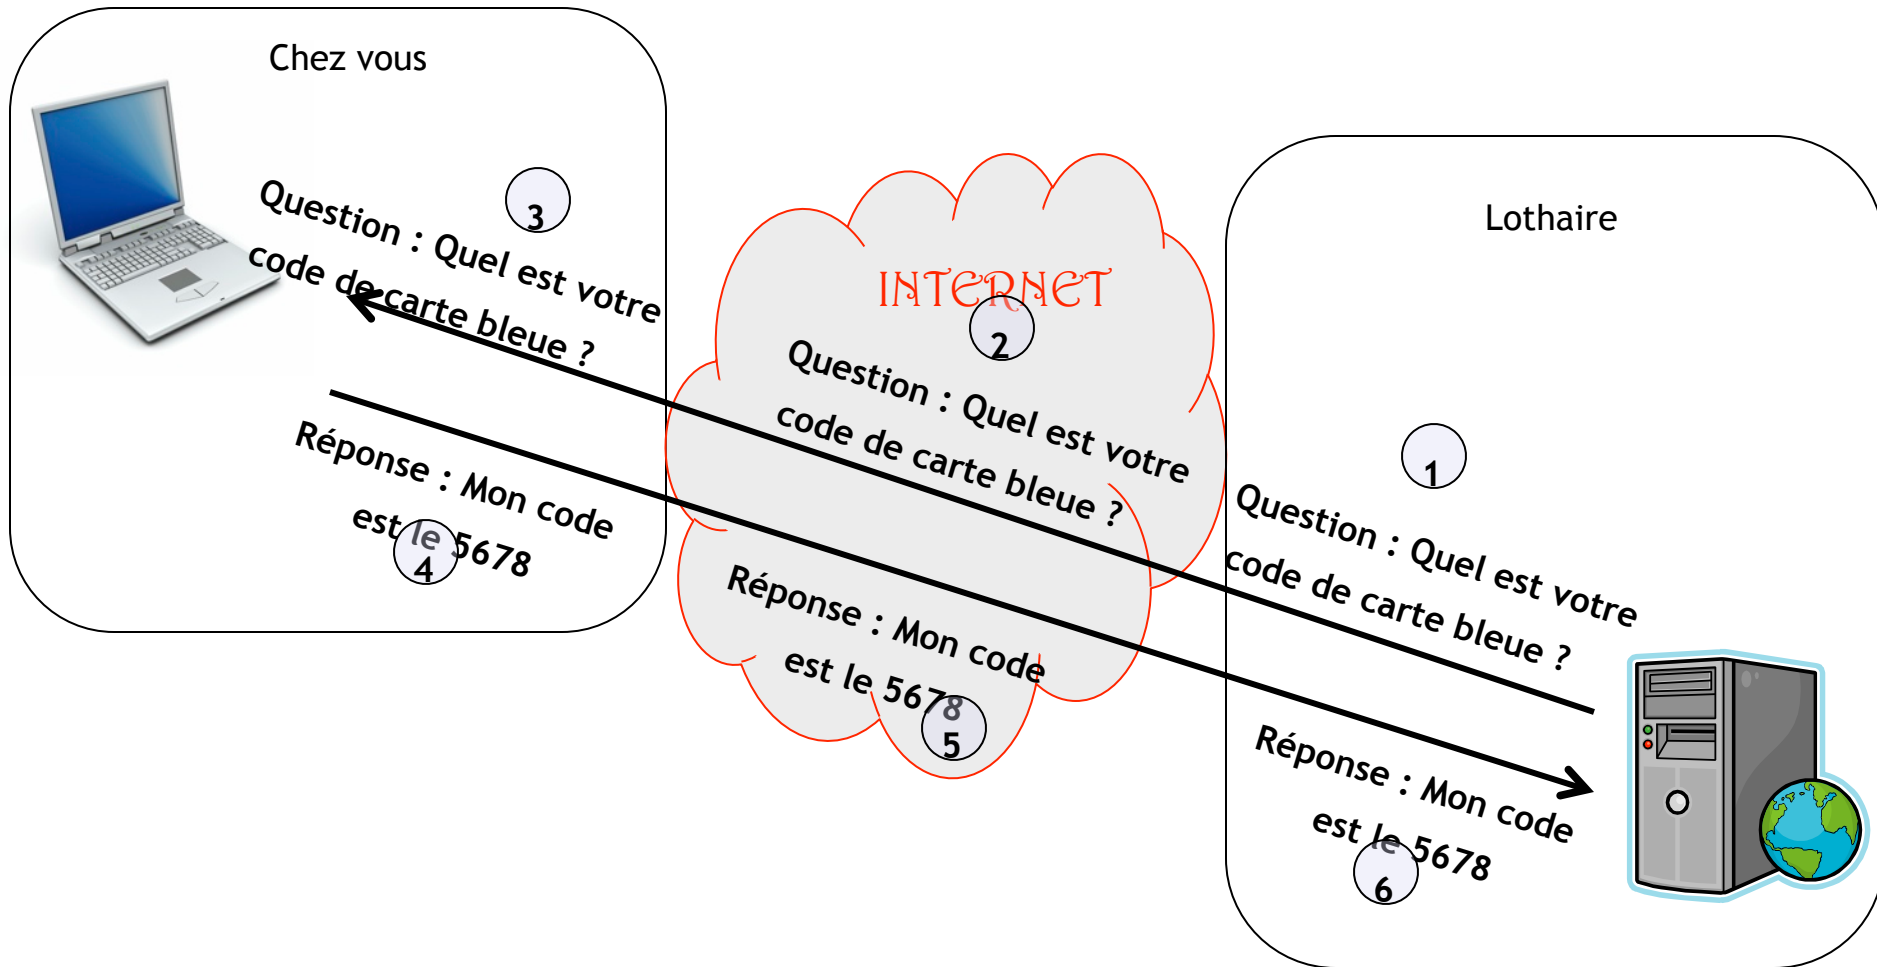 Chez vous
3
Question : Quel est votre
code de carte bleue ?
Réponse : Mon code
est le 5678
4
INTERNET
2
Question : Quel est votre
code de carte bleue ?
Réponse : Mon code
est le 5678
5
Lothaire
1
Question : Quel est votre
code de carte bleue ?
Réponse : Mon code
est le 5678
6